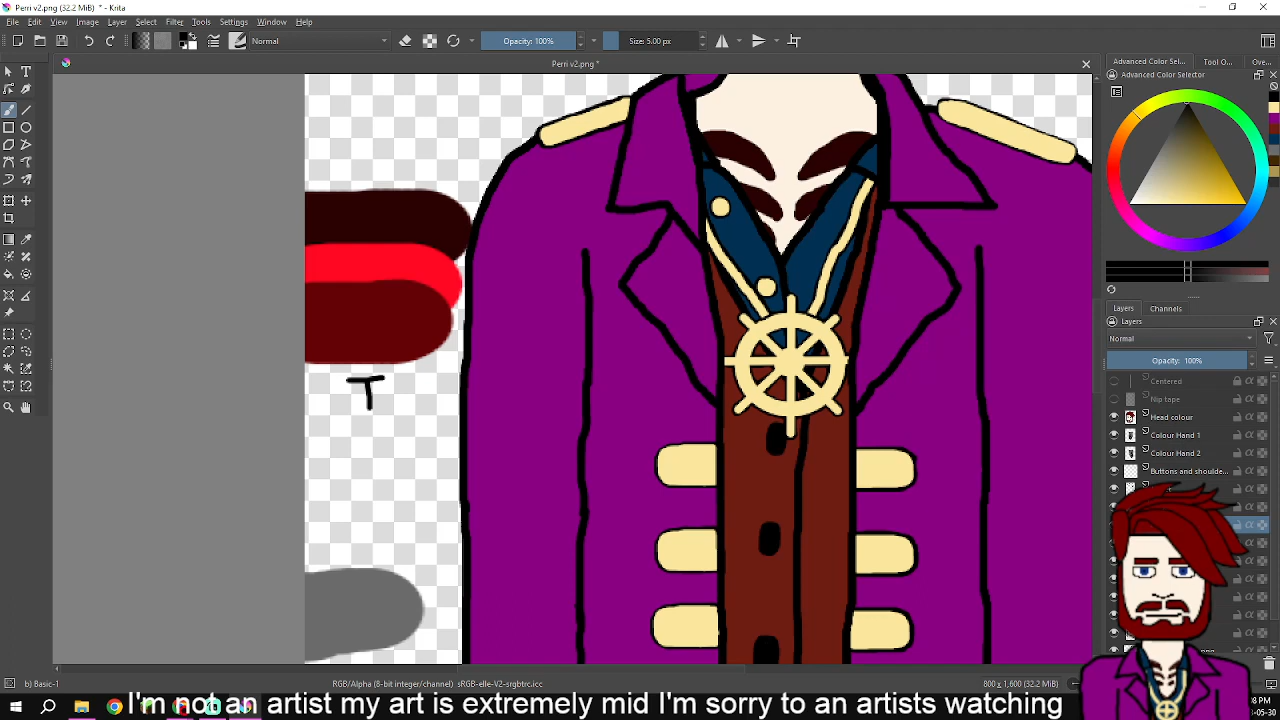 Perri v2.png (32.2 MiB) * - Krita
File Edit View Image Layer Select Filter Tools Settings Window Help
Normal Opacity: 100% Size: 5.00 px
Perri v2.png *
Advanced Color Sel... Tool O... Ove...
Advanced Color Selector
T
Layers Channels
Layers
Normal
Opacity: 100%
Centered
Nip tape
Head colour
Colour Hand 1
Colour Hand 2
Buttons and shoulde...
b) Basic-1 RGB/Alpha (8-bit integer/channel) sRGB-elle-V2-srgbtrc.icc 800 x 1,600 (10.2 MiB)
I'm not an artist my art is extremely mid I'm sorry to an artists watching